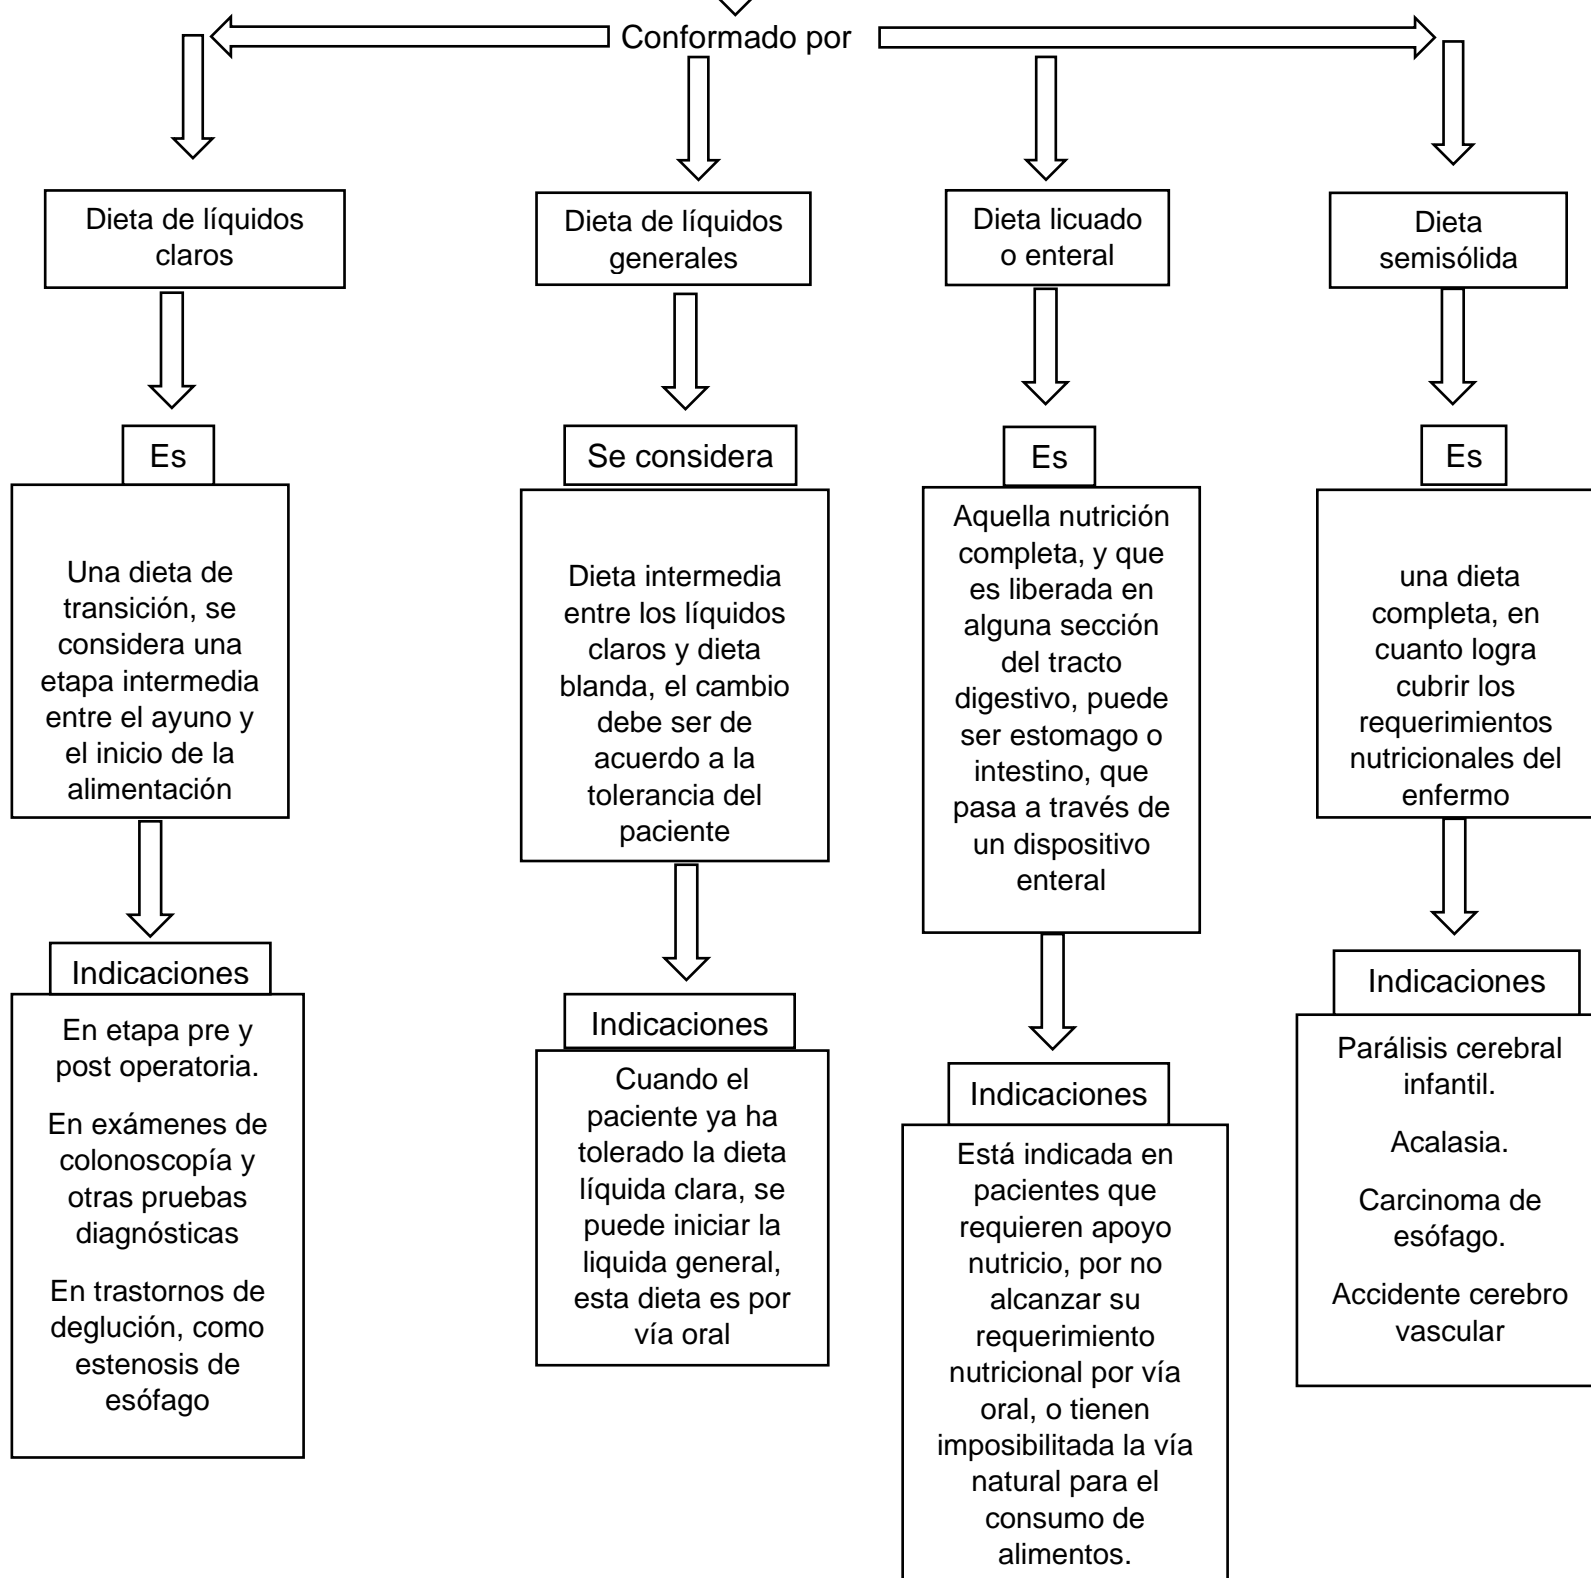 Conformado por
Dieta de líquidos
claros
Es
Una dieta de
transición, se
considera una
etapa intermedia
entre el ayuno y
el inicio de la
alimentación
Indicaciones
En etapa pre y
post operatoria.
En exámenes de
colonoscopía y
otras pruebas
diagnósticas
En trastornos de
deglución, como
estenosis de
esófago
Dieta de líquidos
generales
Se considera
Dieta intermedia
entre los líquidos
claros y dieta
blanda, el cambio
debe ser de
acuerdo a la
tolerancia del
paciente
Indicaciones
Cuando el
paciente ya ha
tolerado la dieta
líquida clara, se
puede iniciar la
liquida general,
esta dieta es por
vía oral
Dieta licuado
o enteral
Es
Aquella nutrición
completa, y que
es liberada en
alguna sección
del tracto
digestivo, puede
ser estomago o
intestino, que
pasa a través de
un dispositivo
enteral
Indicaciones
Está indicada en
pacientes que
requieren apoyo
nutricio, por no
alcanzar su
requerimiento
nutricional por vía
oral, o tienen
imposibilitada la vía
natural para el
consumo de
alimentos.
Dieta
semisólida
Es
una dieta
completa, en
cuanto logra
cubrir los
requerimientos
nutricionales del
enfermo
Indicaciones
Parálisis cerebral
infantil.
Acalasia.
Carcinoma de
esófago.
Accidente cerebro
vascular